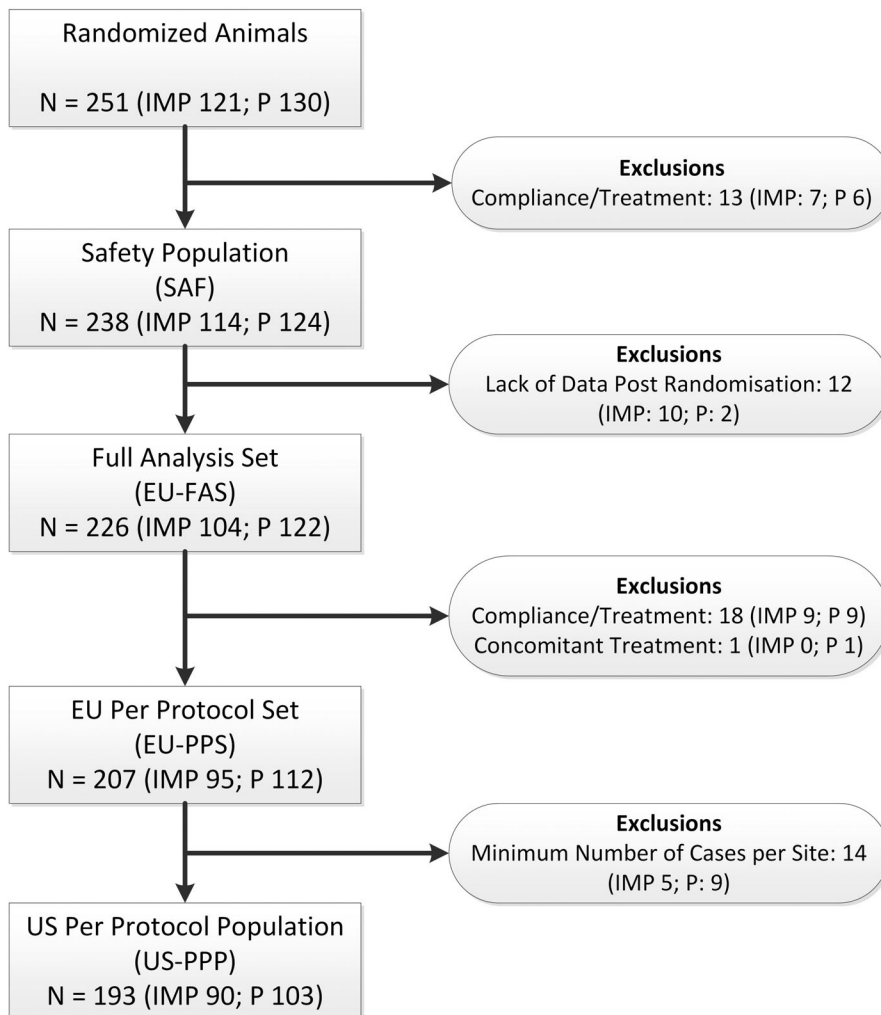 Randomized Animals
N = 251 (IMP 121; P 130)
Exclusions
Compliance/Treatment: 13 (IMP: 7; P 6)
Safety Population
(SAF)
N = 238 (IMP 114; P 124)
Exclusions
Lack of Data Post Randomisation: 12
(IMP: 10; P: 2)
Full Analysis Set
(EU-FAS)
N = 226 (IMP 104; P 122)
Exclusions
Compliance/Treatment: 18 (IMP 9; P 9)
Concomitant Treatment: 1 (IMP 0; P 1)
EU Per Protocol Set
(EU-PPS)
N = 207 (IMP 95; P 112)
Exclusions
Minimum Number of Cases per Site: 14
(IMP 5; P: 9)
US Per Protocol Population
(US-PPP)
N = 193 (IMP 90; P 103)